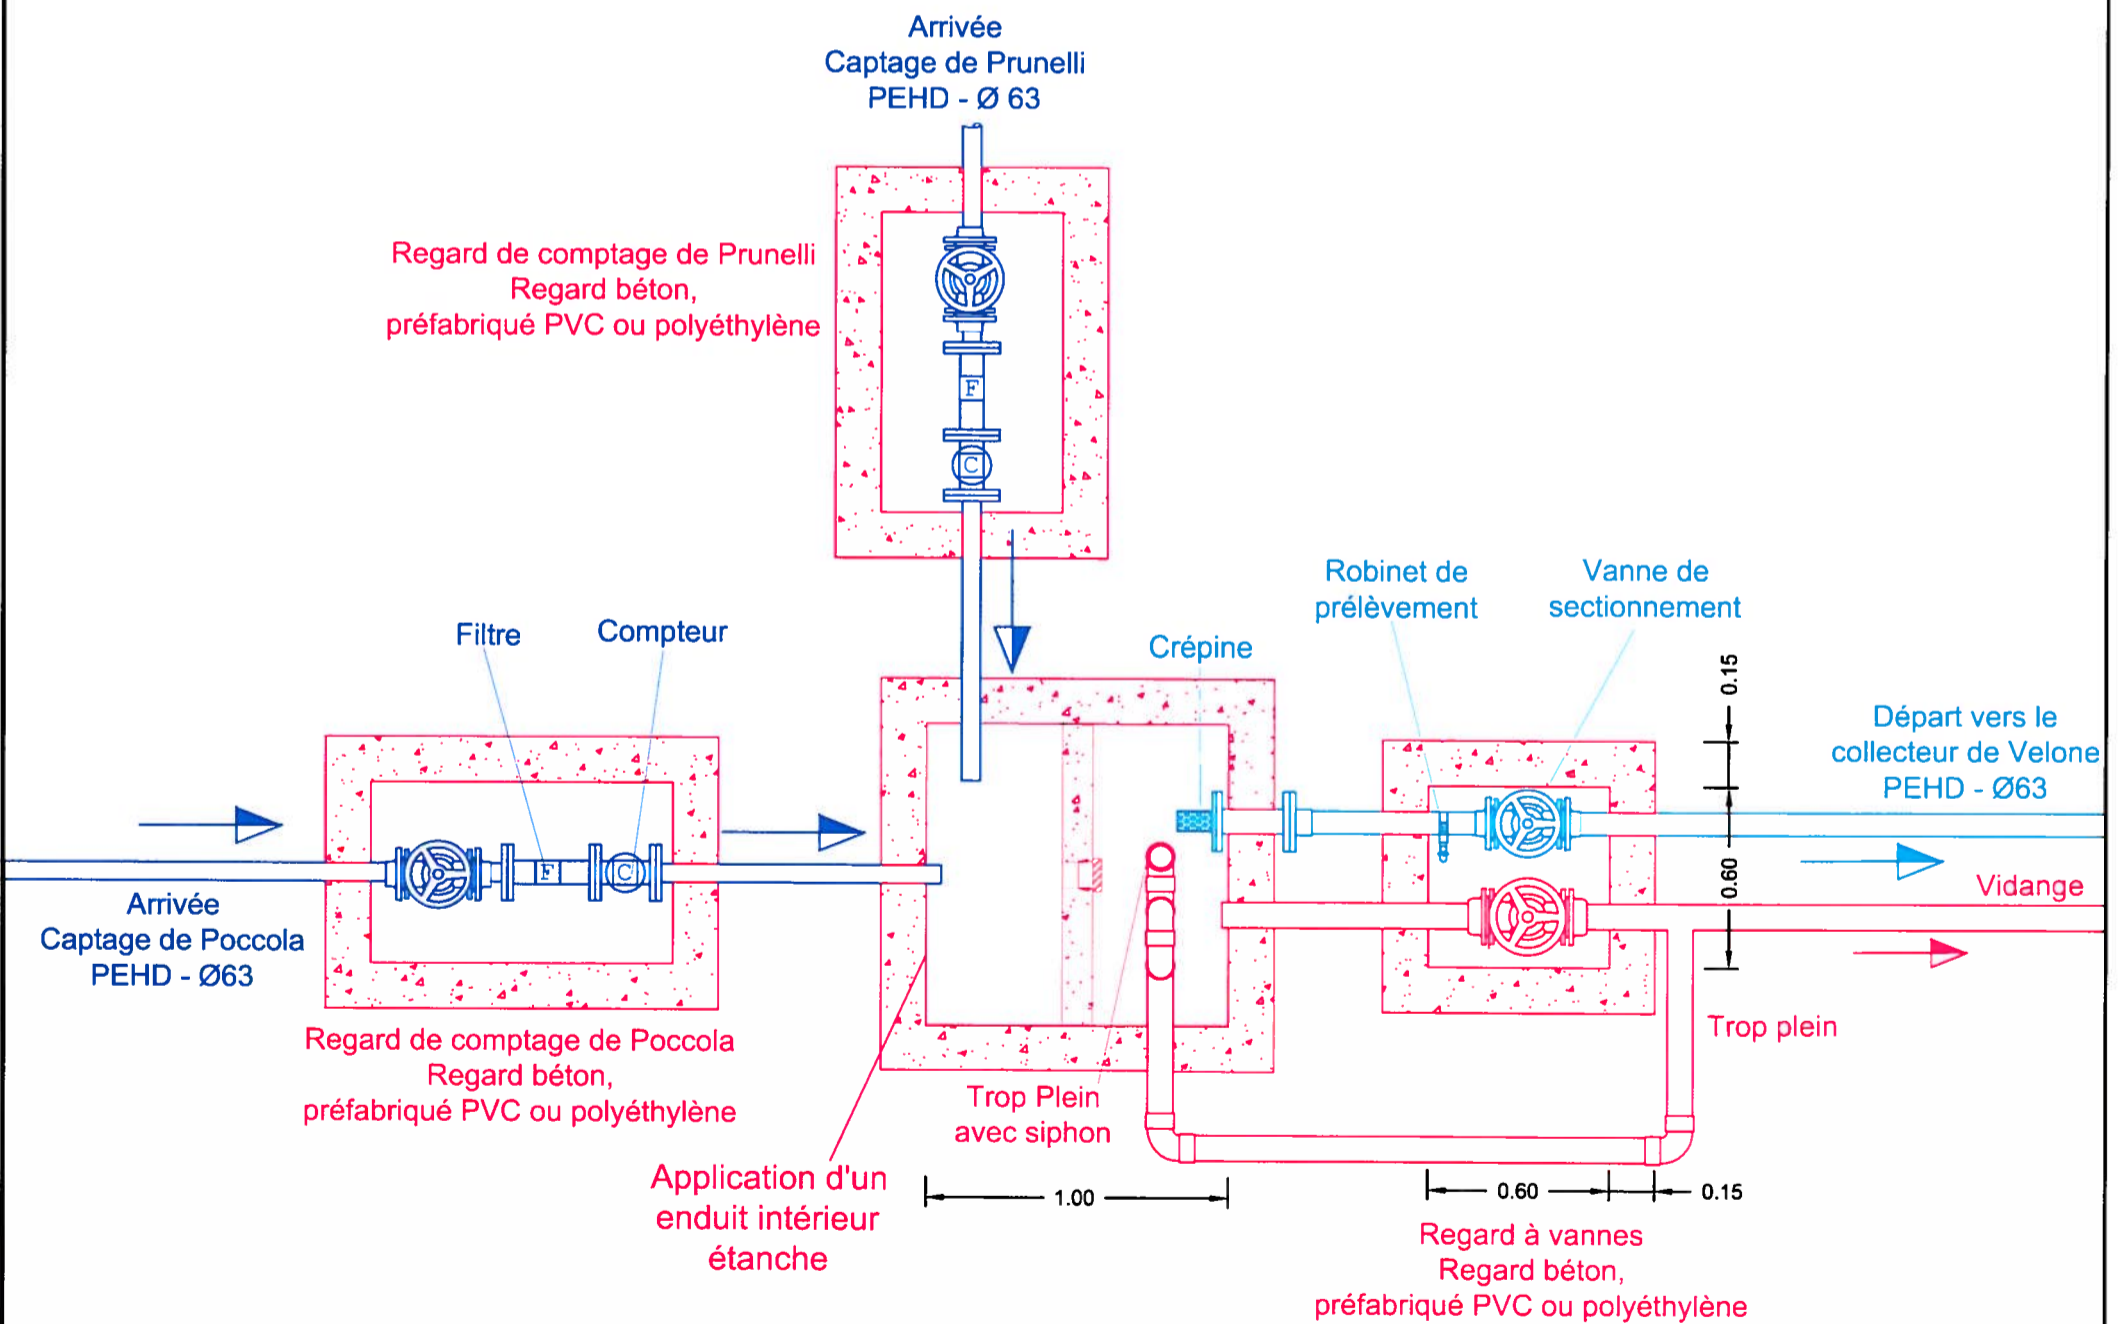 Arrivée
Captage de Prunelli
PEHD - Ø 63
Regard de comptage de Prunelli
Regard béton,
préfabriqué PVC ou polyéthylène
F
C
Robinet de
prélèvement
Vanne de
sectionnement
Filtre
Compteur
Crépine
0.15
Départ vers le
collecteur de Velone
PEHD - Ø63
F
C
0.60
Vidange
Arrivée
Captage de Poccola
PEHD - Ø63
Regard de comptage de Poccola
Regard béton,
préfabriqué PVC ou polyéthylène
Trop plein
Trop Plein
avec siphon
Application d'un
enduit intérieur
étanche
1.00
0.60
0.15
Regard à vannes
Regard béton,
préfabriqué PVC ou polyéthylène